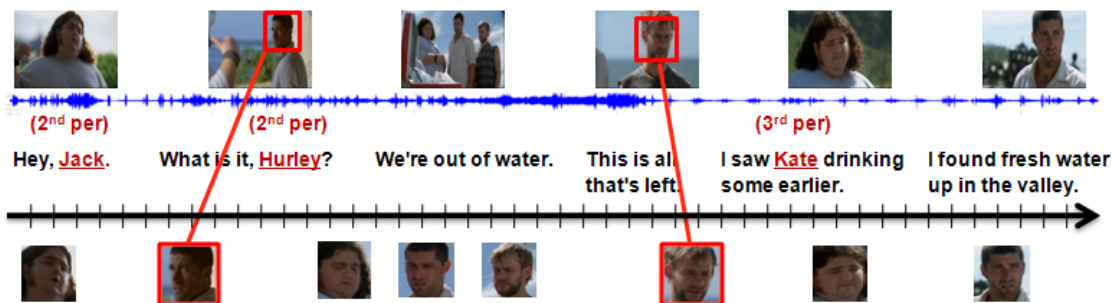 (2nd per) (2nd per) (3rd per)
Hey, Jack. What is it, Hurley? We're out of water. This is all I saw Kate drinking I found fresh water
that's left. some earlier. up in the valley.